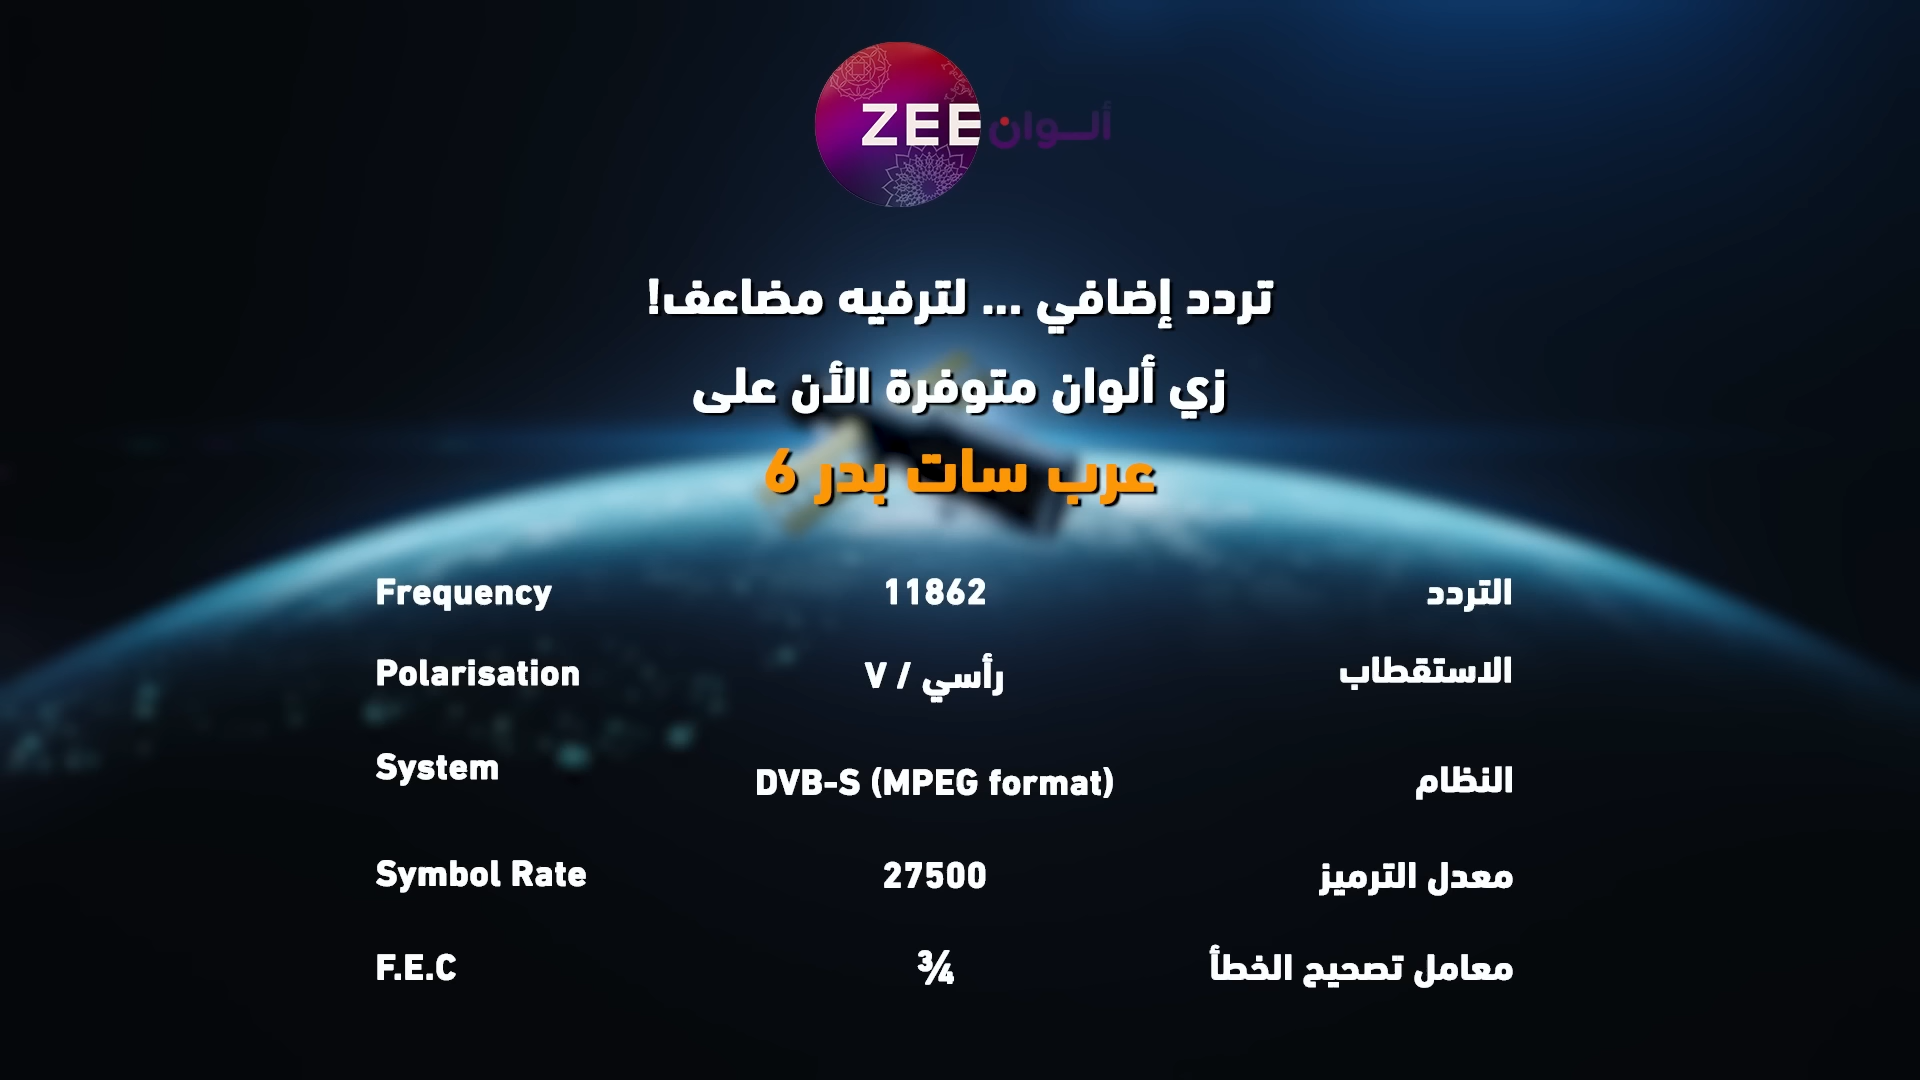 ZEE ألوان
تردد إضافي ... لترفيه مضاعف!
زي ألوان متوفرة الأن على
عرب سات بدر 6
Frequency 11862 التردد
Polarisation رأسي / V الاستقطاب
System DVB-S (MPEG format) النظام
Symbol Rate 27500 معدل الترميز
F.E.C ¾ معامل تصحيح الخطأ